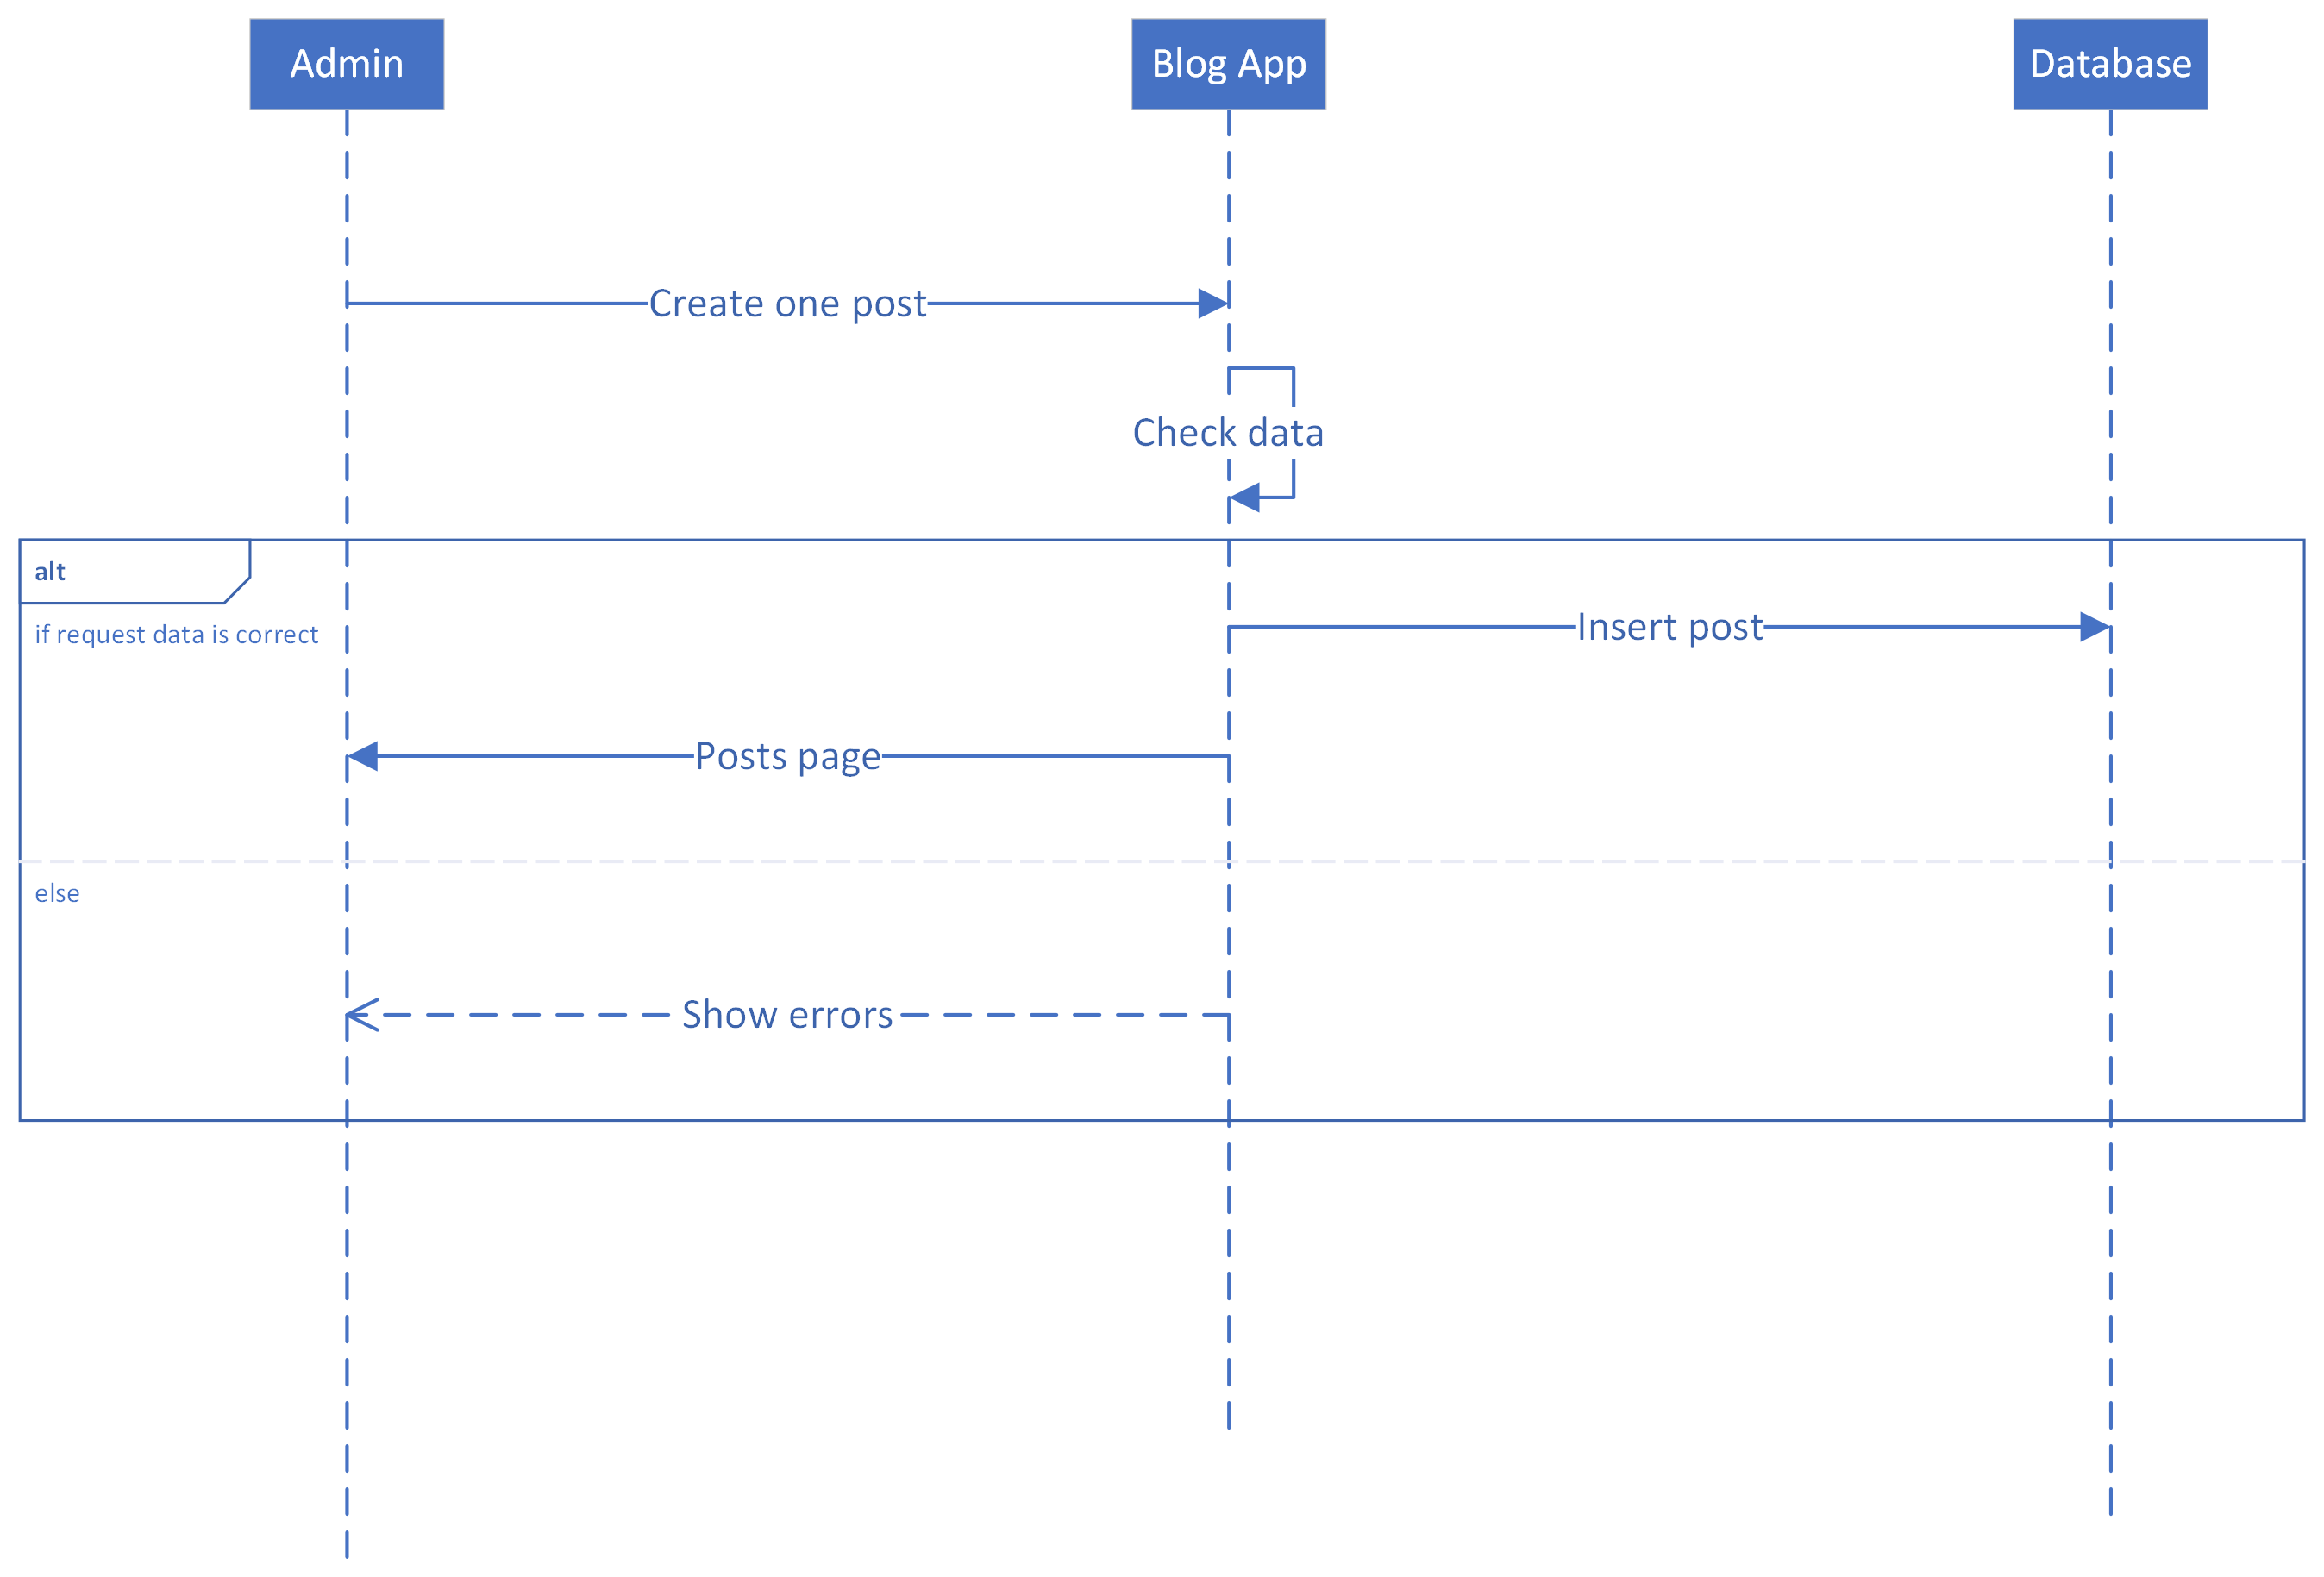 Admin
Blog App
Database
Create one post
Check data
alt
if request data is correct
Insert post
Posts page
else
Show errors